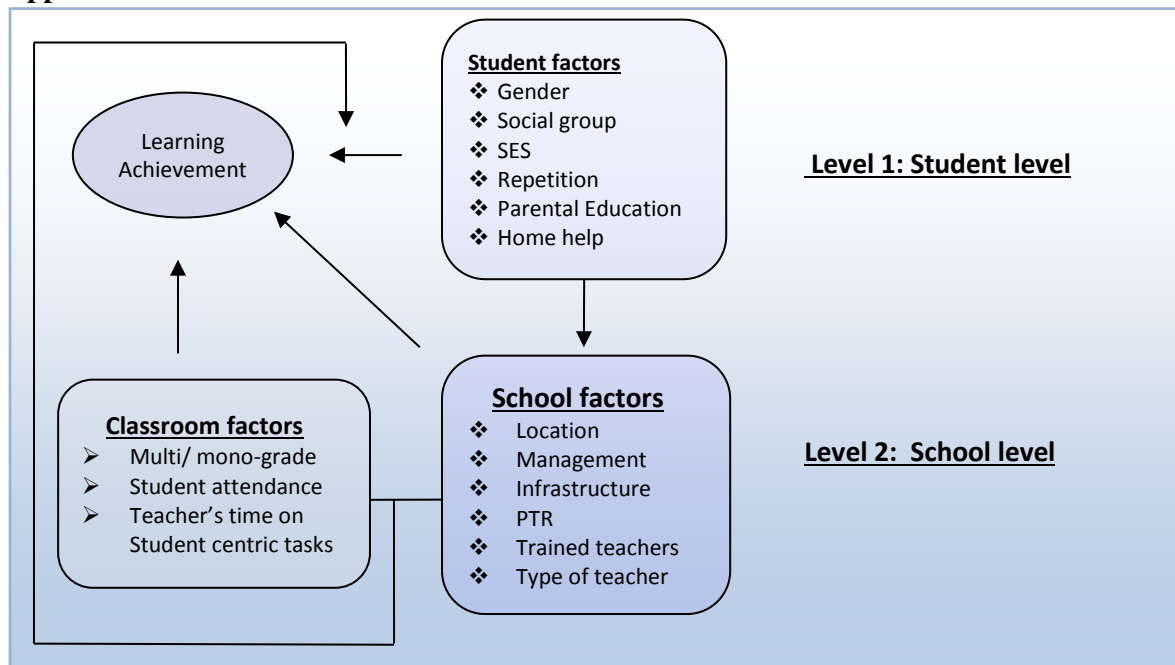 Student factors
❖ Gender
❖ Social group
❖ SES
❖ Repetition
❖ Parental Education
❖ Home help
Learning
Achievement
Level 1: Student level
Classroom factors
➢ Multi/ mono-grade
➢ Student attendance
➢ Teacher’s time on
Student centric tasks
School factors
❖ Location
❖ Management
❖ Infrastructure
❖ PTR
❖ Trained teachers
❖ Type of teacher
Level 2: School level